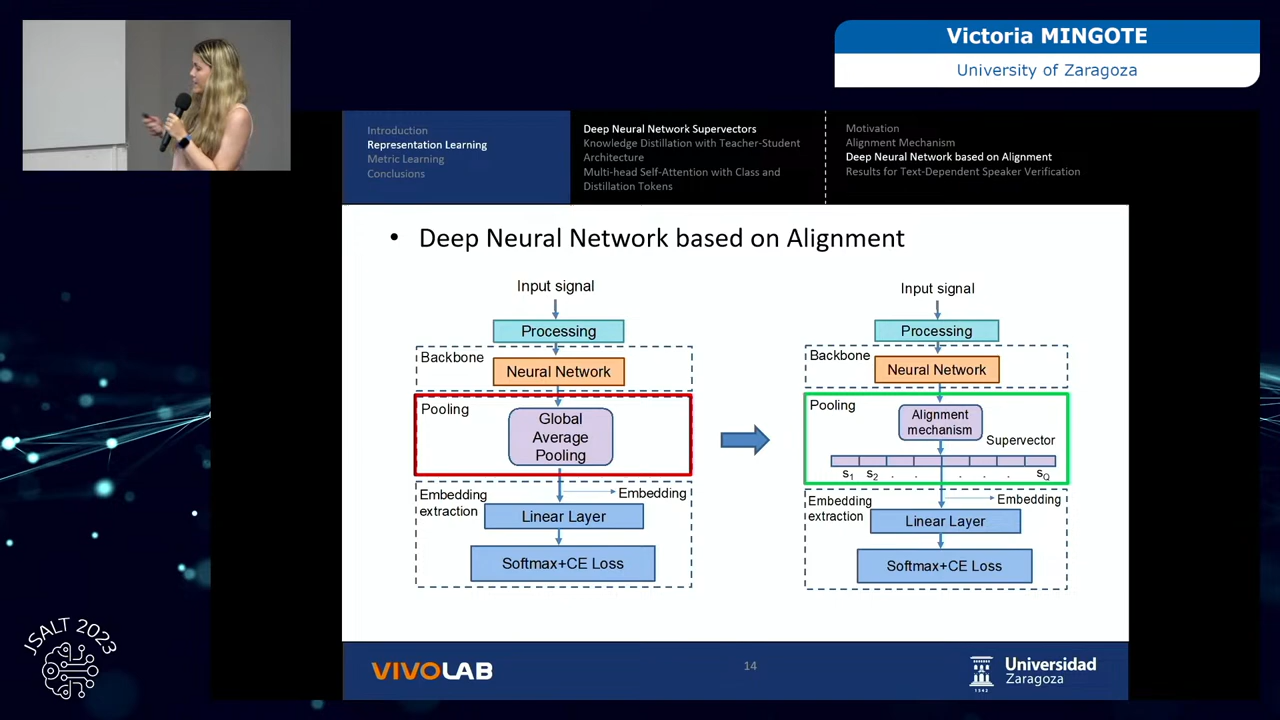 Victoria MINGOTE
University of Zaragoza
Introduction
Representation Learning
Metric Learning
Conclusions
Deep Neural Network Supervectors
Knowledge Distillation with Teacher-Student
Architecture
Multi-head Self-Attention with Class and
Distillation Tokens
Motivation
Alignment Mechanism
Deep Neural Network based on Alignment
Results for Text-Dependent Speaker Verification
• Deep Neural Network based on Alignment
Input signal
Processing
Backbone
Neural Network
Pooling
Global
Average
Pooling
Embedding
extraction
Embedding
Linear Layer
Softmax+CE Loss
Input signal
Processing
Backbone
Neural Network
Pooling
Alignment
mechanism
Supervector
s1 s2 . . . . . sQ
Embedding
extraction
Embedding
Linear Layer
Softmax+CE Loss
JSALT 2023
VIVOLAB
14
1542
Universidad
Zaragoza